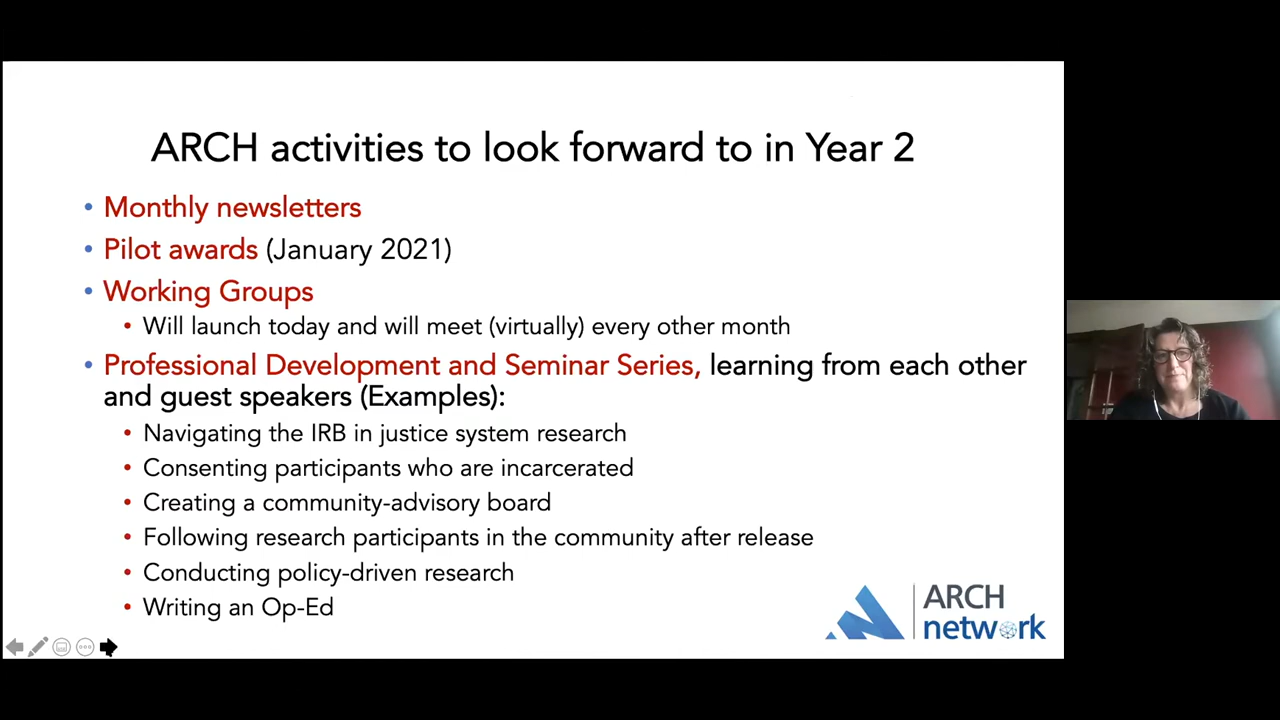 ARCH activities to look forward to in Year 2
• Monthly newsletters
• Pilot awards (January 2021)
• Working Groups
• Will launch today and will meet (virtually) every other month
• Professional Development and Seminar Series, learning from each other
and guest speakers (Examples):
• Navigating the IRB in justice system research
• Consenting participants who are incarcerated
• Creating a community-advisory board
• Following research participants in the community after release
• Conducting policy-driven research
• Writing an Op-Ed
ARCH
network